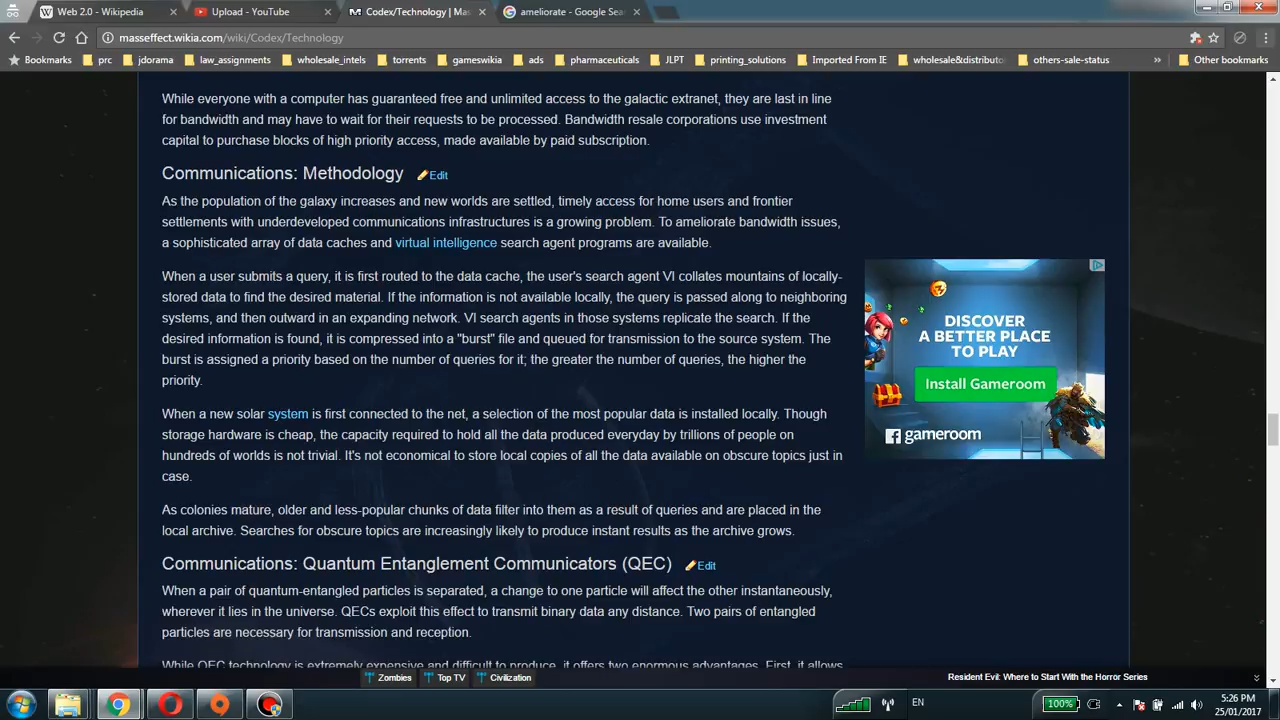 Web 2.0 - Wikipedia
Upload - YouTube
Codex/Technology | Mas
ameliorate - Google Sea
masseffect.wikia.com/wiki/Codex/Technology
Bookmarks prc jdorama law_assignments wholesale_intels torrents gameswikia ads pharmaceuticals JLPT printing_solutions Imported From IE wholesale&distributo others-sale-status » Other bookmarks
While everyone with a computer has guaranteed free and unlimited access to the galactic extranet, they are last in line
for bandwidth and may have to wait for their requests to be processed. Bandwidth resale corporations use investment
capital to purchase blocks of high priority access, made available by paid subscription.
Communications: Methodology Edit
As the population of the galaxy increases and new worlds are settled, timely access for home users and frontier
settlements with underdeveloped communications infrastructures is a growing problem. To ameliorate bandwidth issues,
a sophisticated array of data caches and virtual intelligence search agent programs are available.
When a user submits a query, it is first routed to the data cache, the user's search agent VI collates mountains of locally-
stored data to find the desired material. If the information is not available locally, the query is passed along to neighboring
systems, and then outward in an expanding network. VI search agents in those systems replicate the search. If the
desired information is found, it is compressed into a "burst" file and queued for transmission to the source system. The
burst is assigned a priority based on the number of queries for it; the greater the number of queries, the higher the
priority.
When a new solar system is first connected to the net, a selection of the most popular data is installed locally. Though
storage hardware is cheap, the capacity required to hold all the data produced everyday by trillions of people on
hundreds of worlds is not trivial. It's not economical to store local copies of all the data available on obscure topics just in
case.
As colonies mature, older and less-popular chunks of data filter into them as a result of queries and are placed in the
local archive. Searches for obscure topics are increasingly likely to produce instant results as the archive grows.
Communications: Quantum Entanglement Communicators (QEC) Edit
When a pair of quantum-entangled particles is separated, a change to one particle will affect the other instantaneously,
wherever it lies in the universe. QECs exploit this effect to transmit binary data any distance. Two pairs of entangled
particles are necessary for transmission and reception.
While QEC technology is extremely expensive and difficult to produce, it offers two enormous advantages. First, it allows
DISCOVER
A BETTER PLACE
TO PLAY
Install Gameroom
gameroom
Zombies Top TV Civilization
Resident Evil: Where to Start With the Horror Series
EN
100%
5:26 PM
25/01/2017